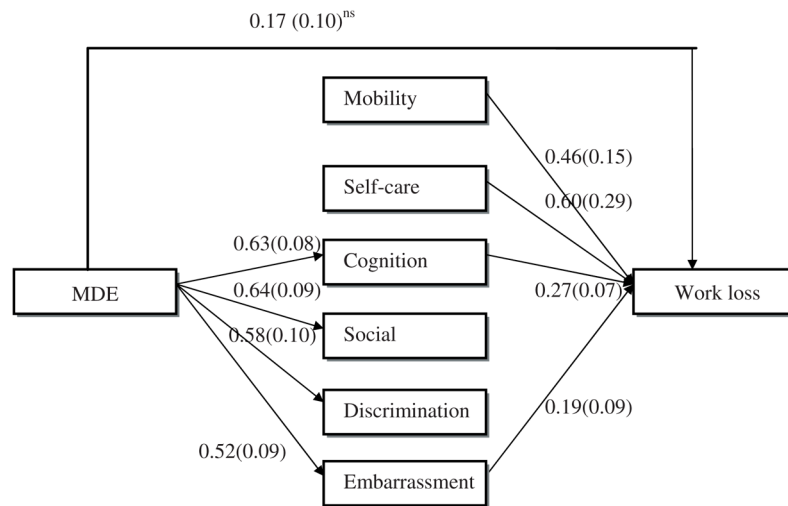 0.17 (0.10)ns
Mobility
0.46(0.15)
Self-care
0.60(0.29)
0.63(0.08)
Cognition
MDE
0.64(0.09)
0.27(0.07)
Work loss
0.58(0.10)
Social
Discrimination
0.19(0.09)
0.52(0.09)
Embarrassment